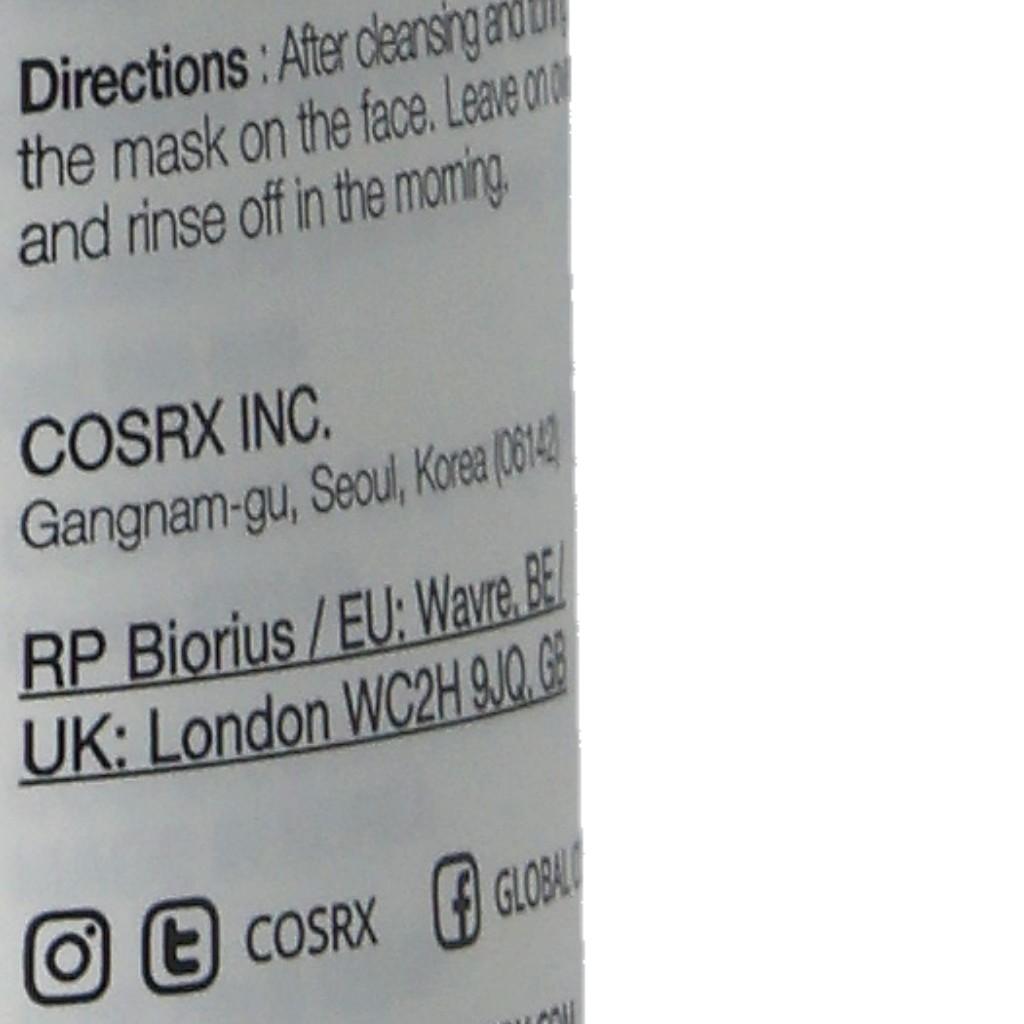 Directions : After cleansing and
the mask on the face. Leave on
and rinse off in the morning.
COSRX INC.
Gangnam-gu, Seoul, Korea (06142)
RP Biorius / EU: Wavre, BE /
UK: London WC2H 9JQ, GB
COSRX GLOBAL